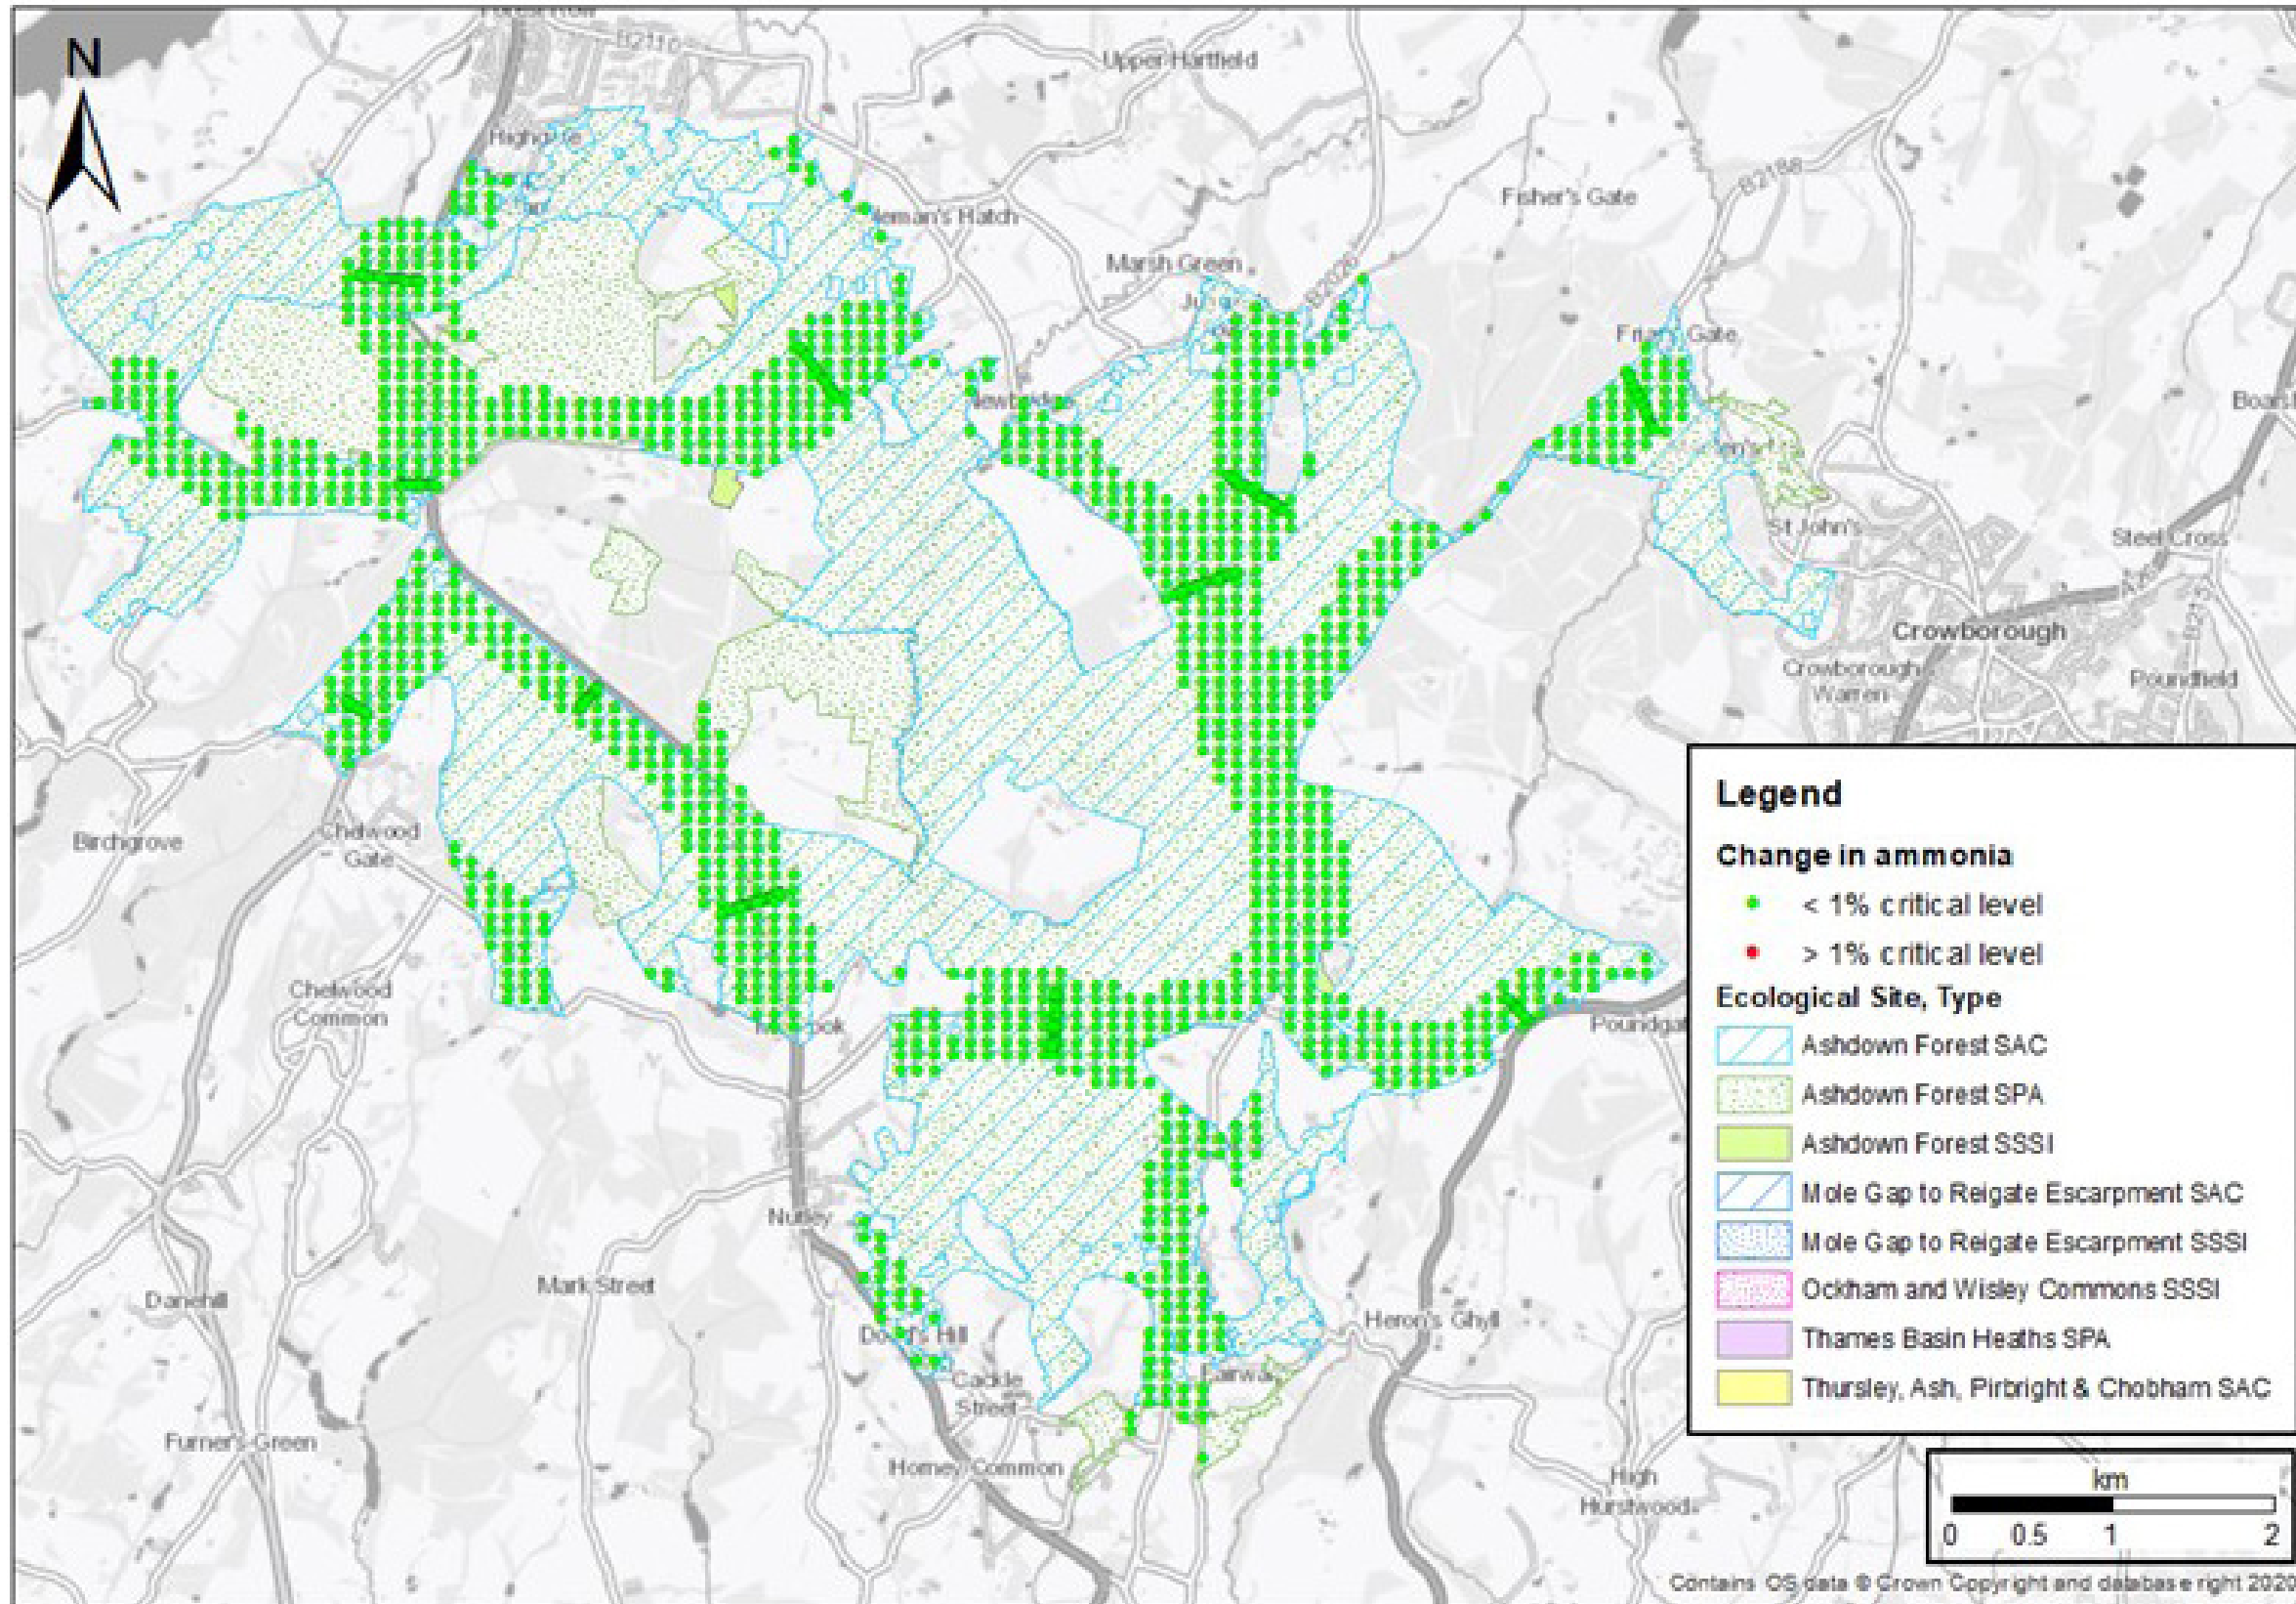 N
B2110
Upper Hartfield
Highgate
Fisher's Gate
B2188
Marsh Green
B2026
Friar's Gate
Newbridge
St John's
Steel Cross
Crowborough
Crowborough
Warren
Poundfield
Birchgrove
Chelwood
Gate
Chelwood
Common
Nutley
Mark Street
Danehill
Heron's Ghyll
Cackle
Street
Furner's Green
Horney Common
High
Hurstwood
Legend
Change in ammonia
< 1% critical level
> 1% critical level
Ecological Site, Type
Ashdown Forest SAC
Ashdown Forest SPA
Ashdown Forest SSSI
Mole Gap to Reigate Escarpment SAC
Mole Gap to Reigate Escarpment SSSI
Ockham and Wisley Commons SSSI
Thames Basin Heaths SPA
Thursley, Ash, Pirbright & Chobham SAC
km
0 0.5 1 2
Contains OS data © Crown Copyright and database right 2020